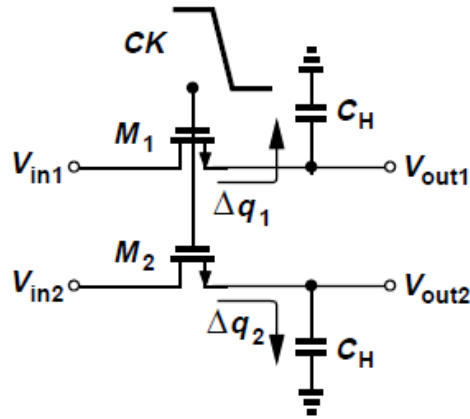 CK
C_H
M_1
V_in1
V_out1
Δq_1
M_2
V_in2
V_out2
Δq_2
C_H